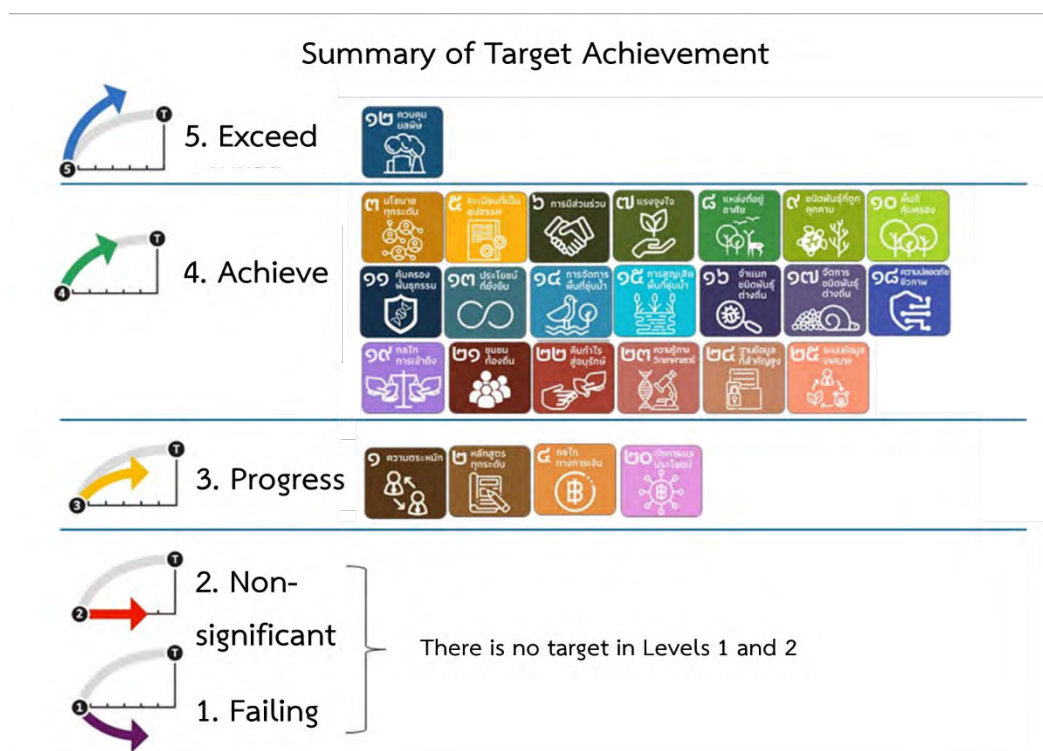 Summary of Target Achievement
T
5
5. Exceed
๑๒ ควบคุม
มลพิษ
T
4
4. Achieve
๓ นโยบาย
ทุกระดับ
๕ ระเบียบที่เป็น
อุปสรรค
๖ การมีส่วนร่วม
๗ แรงจูงใจ
๘ แหล่งที่อยู่
อาศัย
๙ ชนิดพันธุ์ที่ถูก
คุกคาม
๑๐ พื้นที่
คุ้มครอง
๑๑ คุ้มครอง
พันธุกรรม
๑๓ ประโยชน์
ที่ยั่งยืน
๑๔ การจัดการ
พื้นที่ชุ่มน้ำ
๑๕ การสูญเสีย
พื้นที่ชุ่มน้ำ
๑๖ จำแนก
ชนิดพันธุ์
ต่างถิ่น
๑๗ จัดการ
ชนิดพันธุ์
ต่างถิ่น
๑๘ ความปลอดภัย
ชีวภาพ
๑๙ กลไก
การเข้าถึง
๒๑ ชุมชน
ท้องถิ่น
๒๒ คืนกำไร
สู่อนุรักษ์
๒๓ ความรู้ทาง
วิทยาศาสตร์
๒๔ ฐานข้อมูล
ที่สำคัญสูง
๒๕ ระบบข้อมูล
T
3
3. Progress
๑ ความตระหนัก
๒ หลักสูตร
ทุกระดับ
๔ กลไก
ทางการเงิน
๒๐
ประโยชน์
T
2
2. Non-
significant
T
1
1. Failing
There is no target in Levels 1 and 2